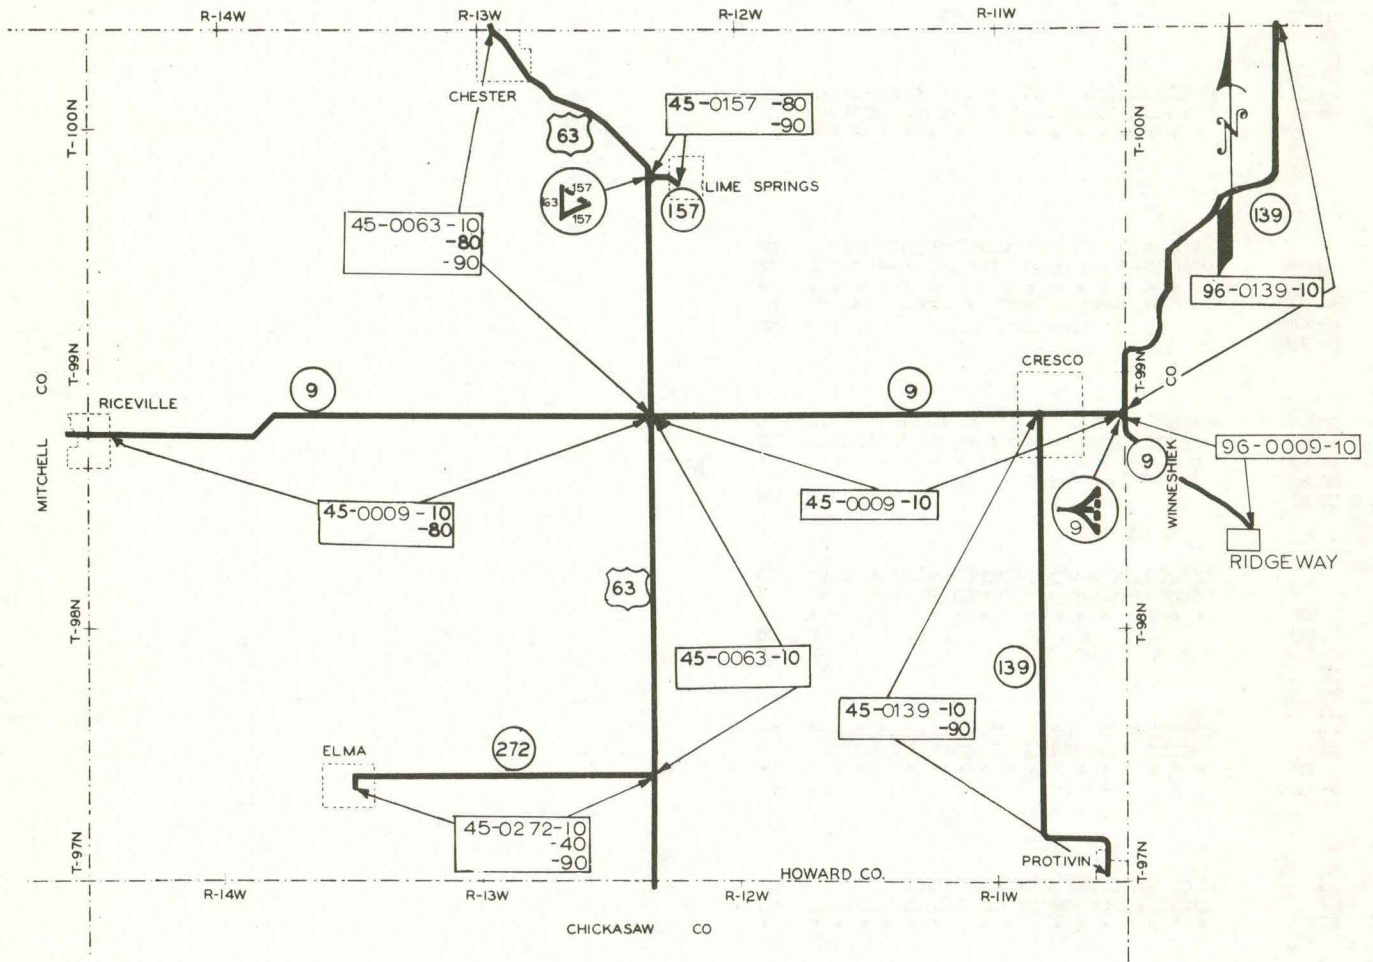 R-14W
R-13W
R-12W
R-11W
CHESTER
T-100N
63
45-0157 -80
-90
T-100N
157
63
157
LIME SPRINGS
157
139
45-0063-10
-80
-90
96-0139-10
T-99N
CO.
CRESCO
T-99N
CO
9
9
RICEVILLE
MITCHELL
9
WINNESHIEK
96-0009-10
45-0009-10
-80
45-0009-10
9
RIDGEWAY
63
T-98N
T-98N
45-0063-10
139
45-0139 -10
-90
ELMA
272
45-0272-10
-40
-90
T-97N
PROTIVIN
T-97N
HOWARD CO.
R-14W
R-13W
R-12W
R-11W
CHICKASAW CO